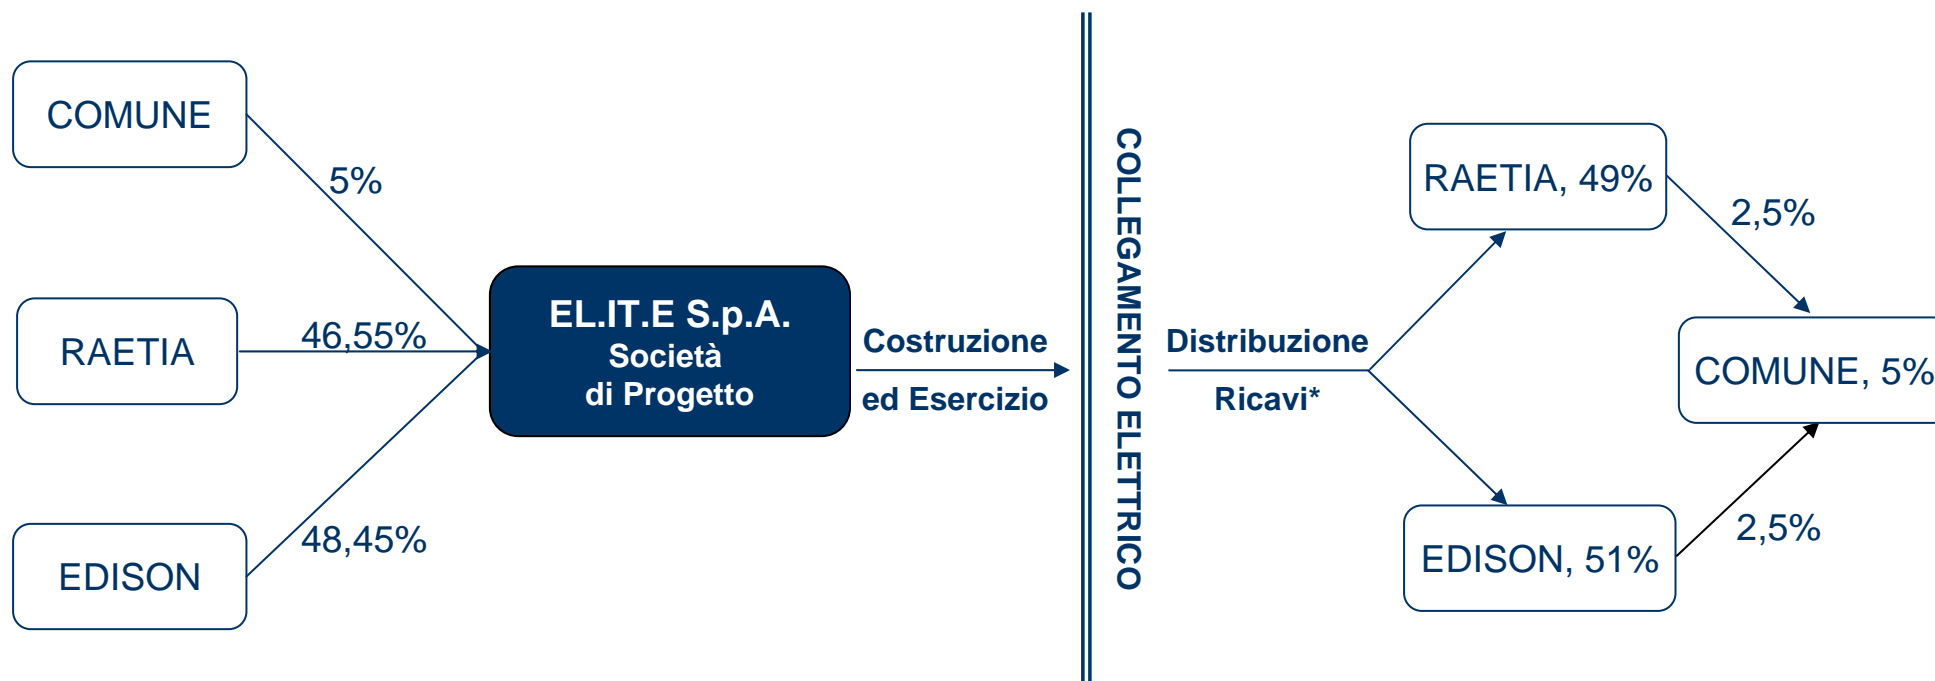 COMUNE
5%
RAETIA
46,55%
EDISON
48,45%
EL.IT.E S.p.A.
Società
di Progetto
Costruzione
ed Esercizio
COLLEGAMENTO ELETTRICO
Distribuzione
Ricavi*
RAETIA, 49%
2,5%
COMUNE, 5%
EDISON, 51%
2,5%